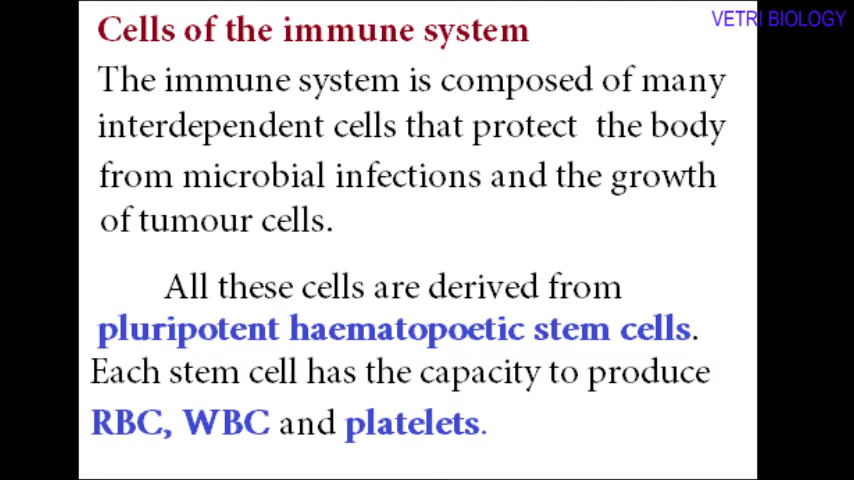 VETRI BIOLOGY
Cells of the immune system
The immune system is composed of many
interdependent cells that protect the body
from microbial infections and the growth
of tumour cells.
All these cells are derived from
pluripotent haematopoetic stem cells.
Each stem cell has the capacity to produce
RBC, WBC and platelets.